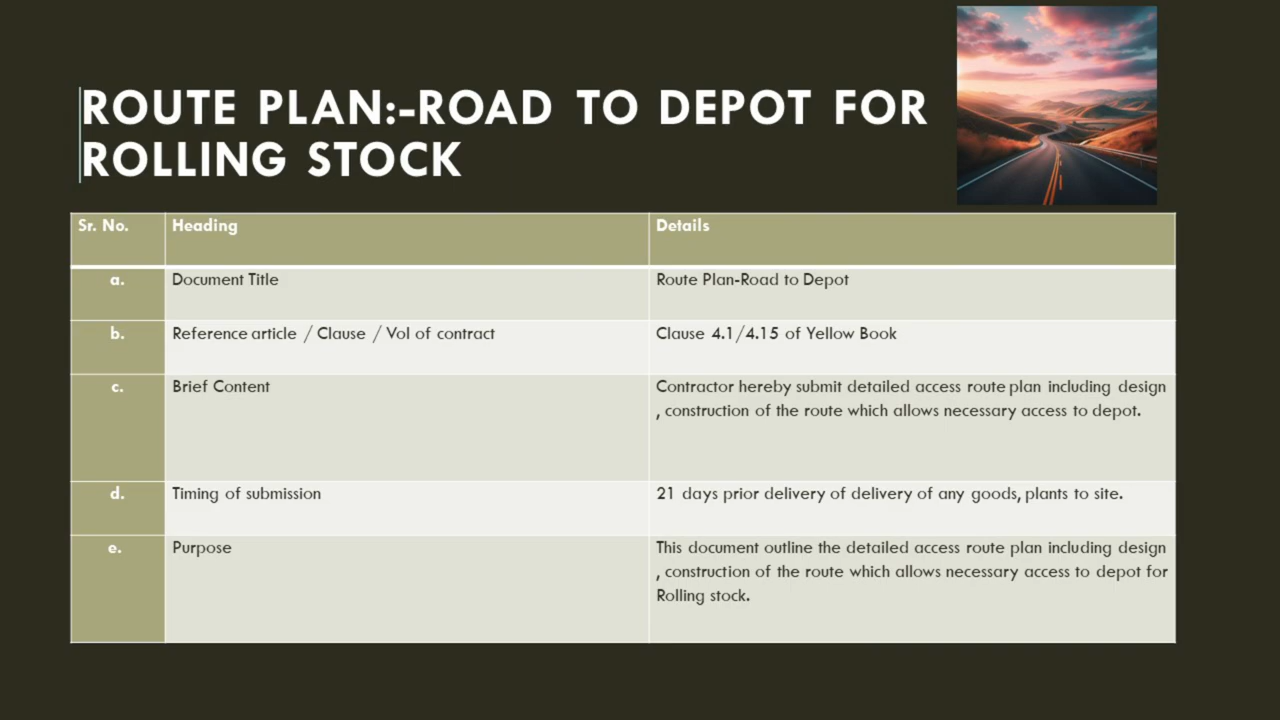 ROUTE PLAN:-ROAD TO DEPOT FOR
ROLLING STOCK
Sr. No. Heading Details
a. Document Title Route Plan-Road to Depot
b. Reference article / Clause / Vol of contract Clause 4.1/4.15 of Yellow Book
c. Brief Content Contractor hereby submit detailed access route plan including design
, construction of the route which allows necessary access to depot.
d. Timing of submission 21 days prior delivery of delivery of any goods, plants to site.
e. Purpose This document outline the detailed access route plan including design
, construction of the route which allows necessary access to depot for
Rolling stock.